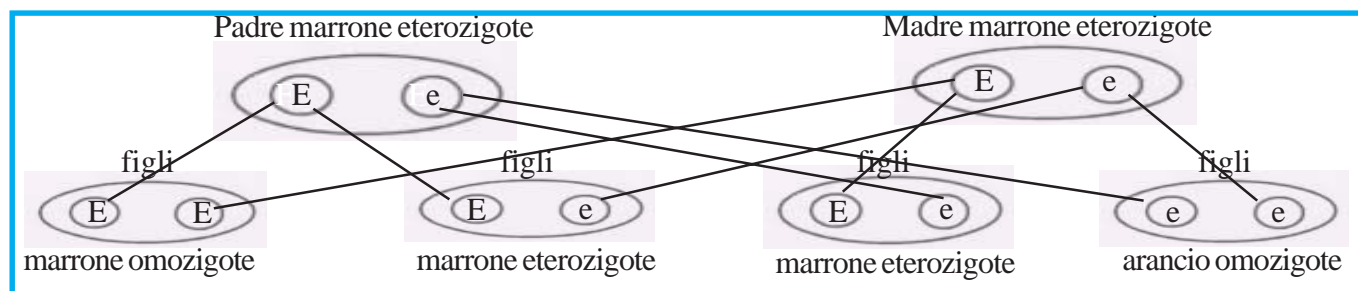 Padre marrone eterozigote Madre marrone eterozigote
E e E e
figli figli figli figli
E E E e E e e e
marrone omozigote marrone eterozigote marrone eterozigote arancio omozigote